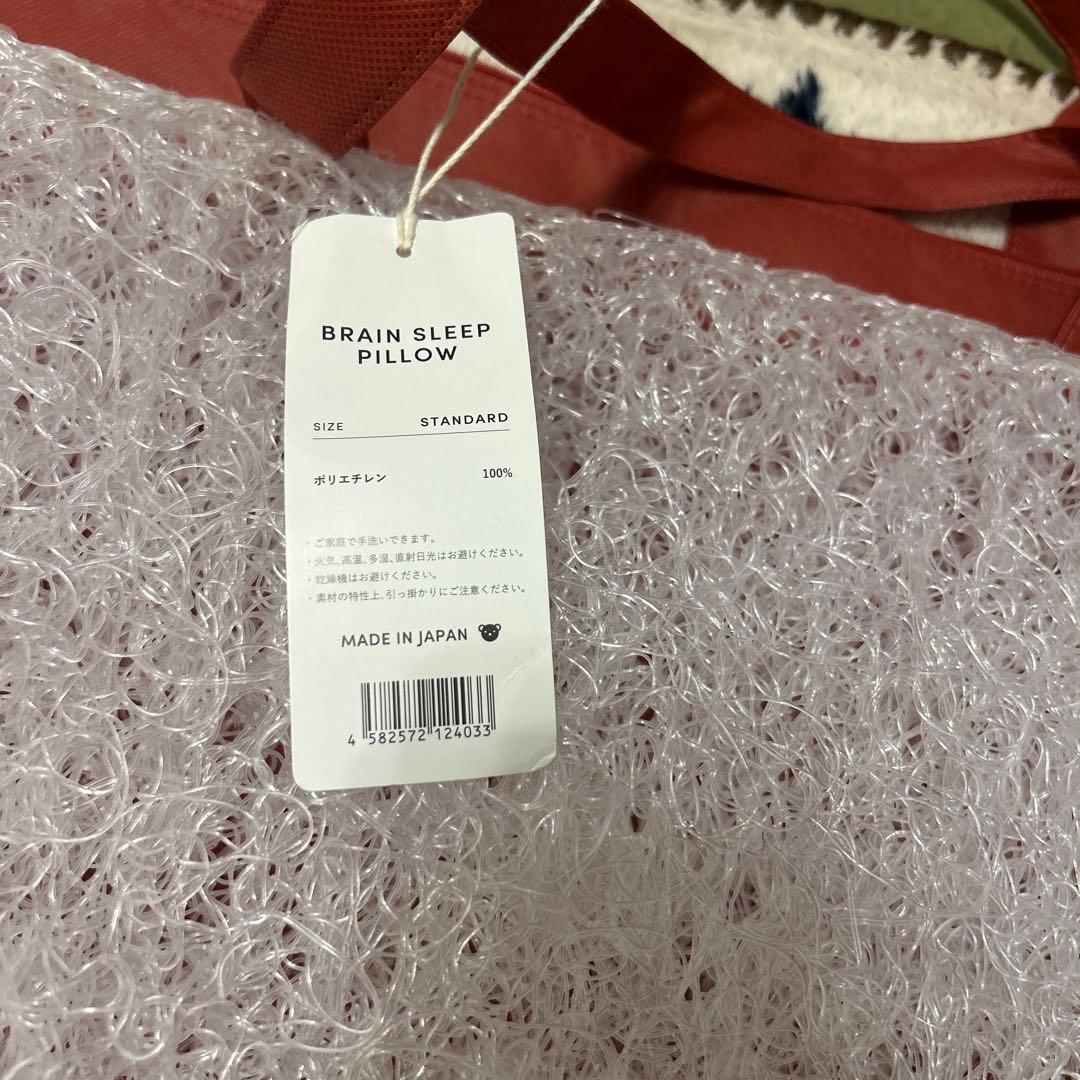 BRAIN SLEEP
PILLOW
SIZE STANDARD
ポリエチレン 100%
・ご家庭で手洗いできます。
・火気、高温、多湿、直射日光はお避けください。
・乾燥機はお避けください。
・素材の特性上、引っ掛かりにご注意ください。
MADE IN JAPAN
4 582572 124033